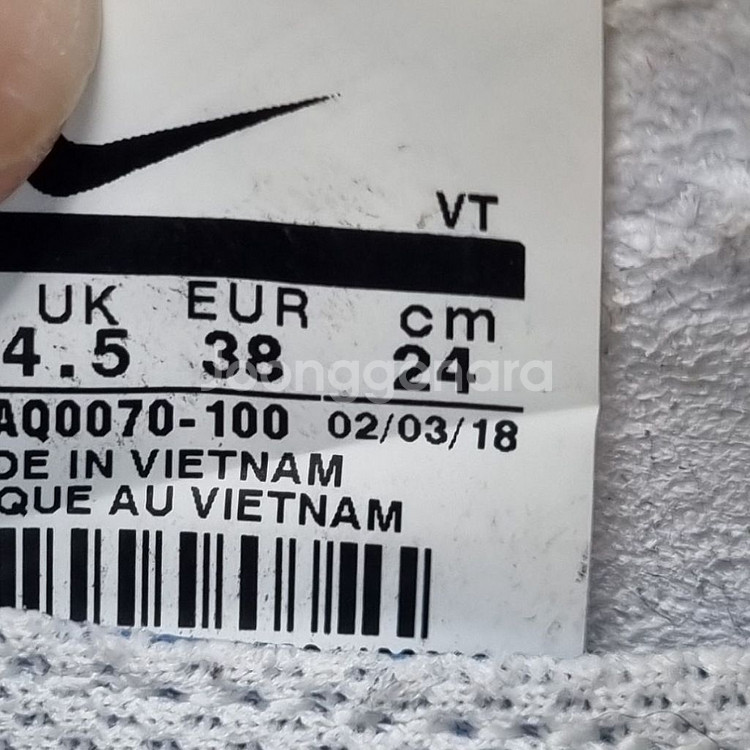 VT
UK EUR cm
4.5 38 24
AQ0070-100 02/03/18
DE IN VIETNAM
QUE AU VIETNAM
joonggonara